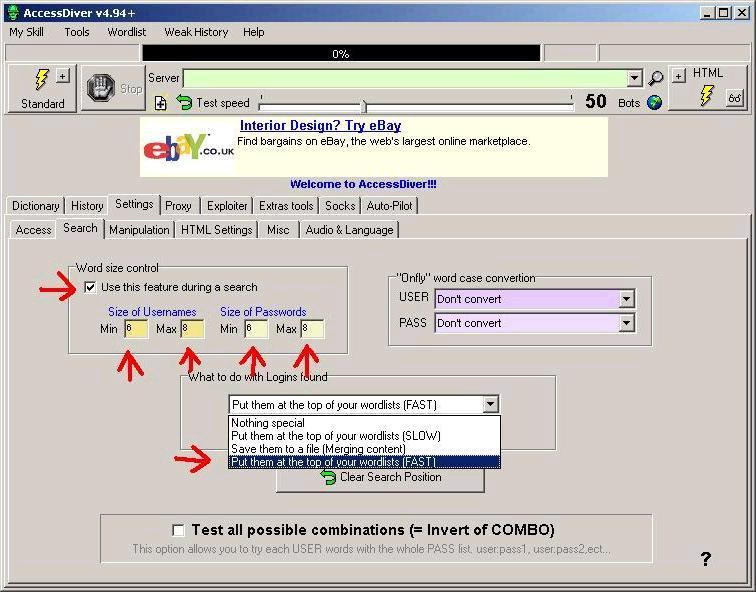 AccessDiver v4.94+
My Skill Tools Wordlist Weak History Help
0%
Standard
+
Stop
Server
Test speed
50 Bots
+ HTML
Interior Design? Try eBay
Find bargains on eBay, the web's largest online marketplace.
ebay.CO.UK
Welcome to AccessDiver!!!
Dictionary History Settings Proxy Exploiter Extras tools Socks Auto-Pilot
Access Search Manipulation HTML Settings Misc Audio & Language
Word size control
Use this feature during a search
Size of Usernames Size of Passwords
Min 6 Max 8 Min 6 Max 8
"Onfly" word case convertion
USER Don't convert
PASS Don't convert
What to do with Logins found
Put them at the top of your wordlists (FAST)
Nothing special
Put them at the top of your wordlists (SLOW)
Save them to a file (Merging content)
Put them at the top of your wordlists (FAST)
Clear Search Position
Test all possible combinations (= Invert of COMBO)
This option allows you to try each USER words with the whole PASS list. user:pass1, user:pass2,ect...
?